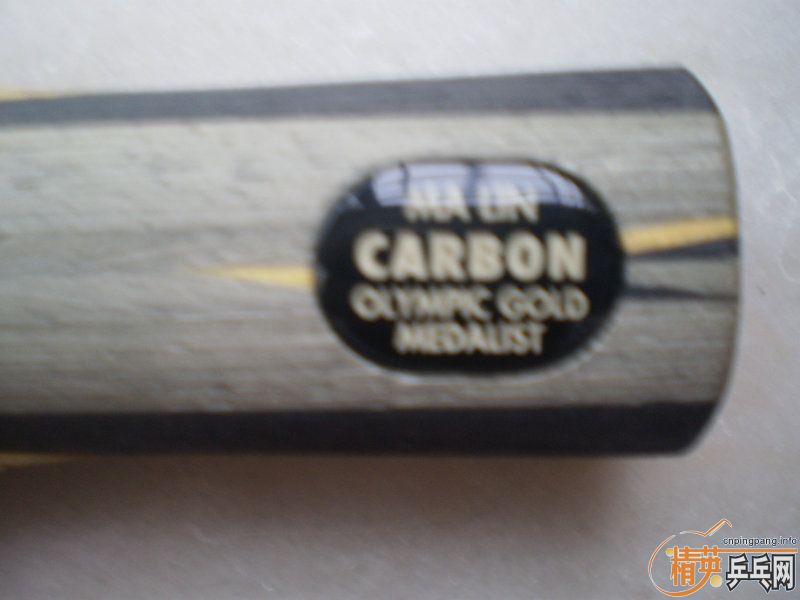 MA LIN
CARBON
OLYMPIC GOLD
MEDALIST
cnpingpang.info
精英乒乓网